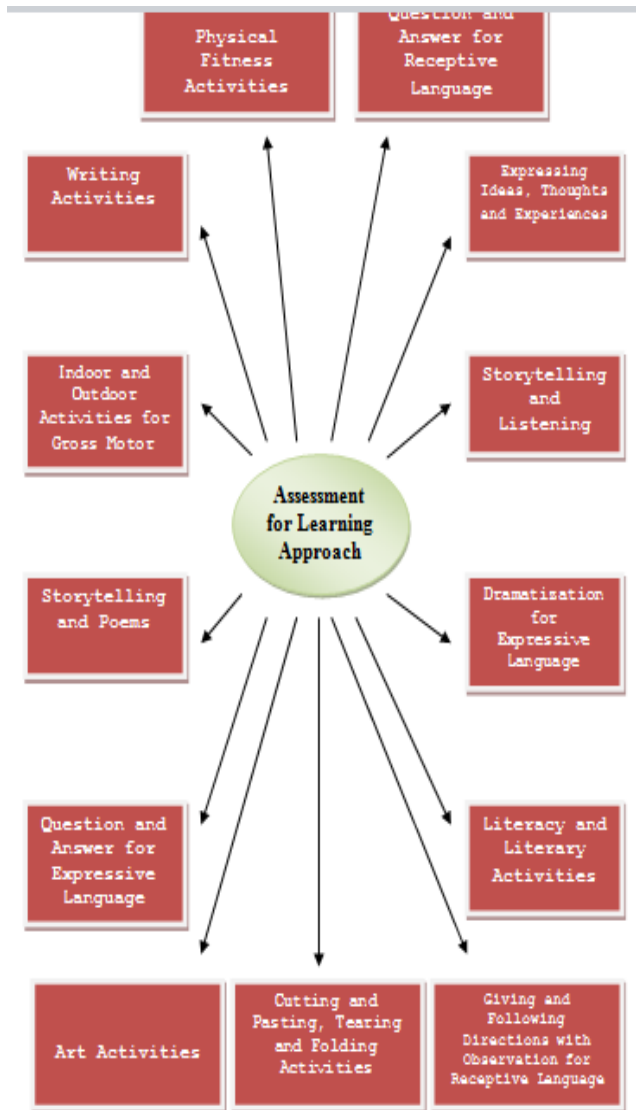 Physical
Fitness
Activities
Question and
Answer for
Receptive
Language
Writing
Activities
Expressing
Ideas, Thoughts
and Experiences
Indoor and
Outdoor
Activities for
Gross Motor
Storytelling
and
Listening
Assessment
for Learning
Approach
Storytelling
and Poems
Dramatisation
for
Expressive
Language
Question and
Answer for
Expressive
Language
Literacy and
Literary
Activities
Art Activities
Cutting and
Pasting, Tearing
and Folding
Activities
Giving and
Following
Directions with
Observation for
Receptive Language